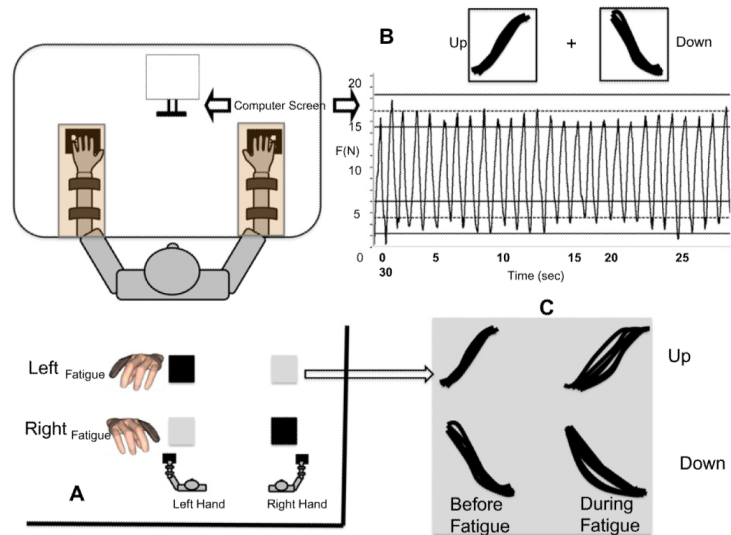 Computer Screen
B
Up
+
Down
20
15
F(N)
10
5
0
0 5 10 15 20 25
30
Time (sec)
C
Left Fatigue
Right Fatigue
A
Left Hand
Right Hand
Up
Down
Before
Fatigue
During
Fatigue